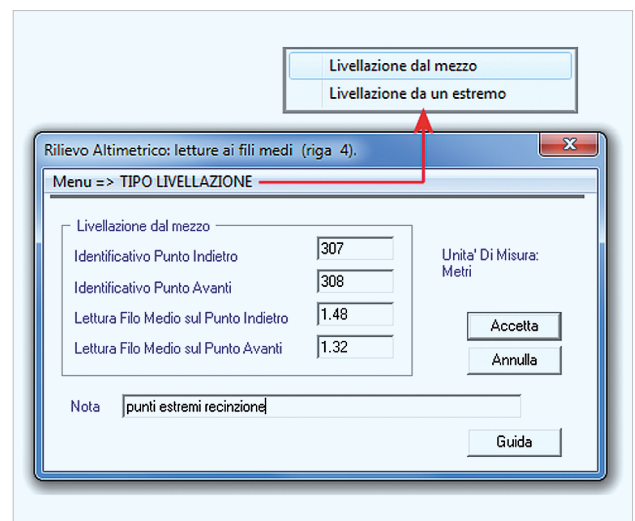 Livellazione dal mezzo
Livellazione da un estremo
Rilievo Altimetrico: letture ai fili medi (riga 4).
Menu => TIPO LIVELLAZIONE
Livellazione dal mezzo
Identificativo Punto Indietro 307
Identificativo Punto Avanti 308
Lettura Filo Medio sul Punto Indietro 1.48
Lettura Filo Medio sul Punto Avanti 1.32
Unita' Di Misura:
Metri
Accetta
Annulla
Nota punti estremi recinzione
Guida